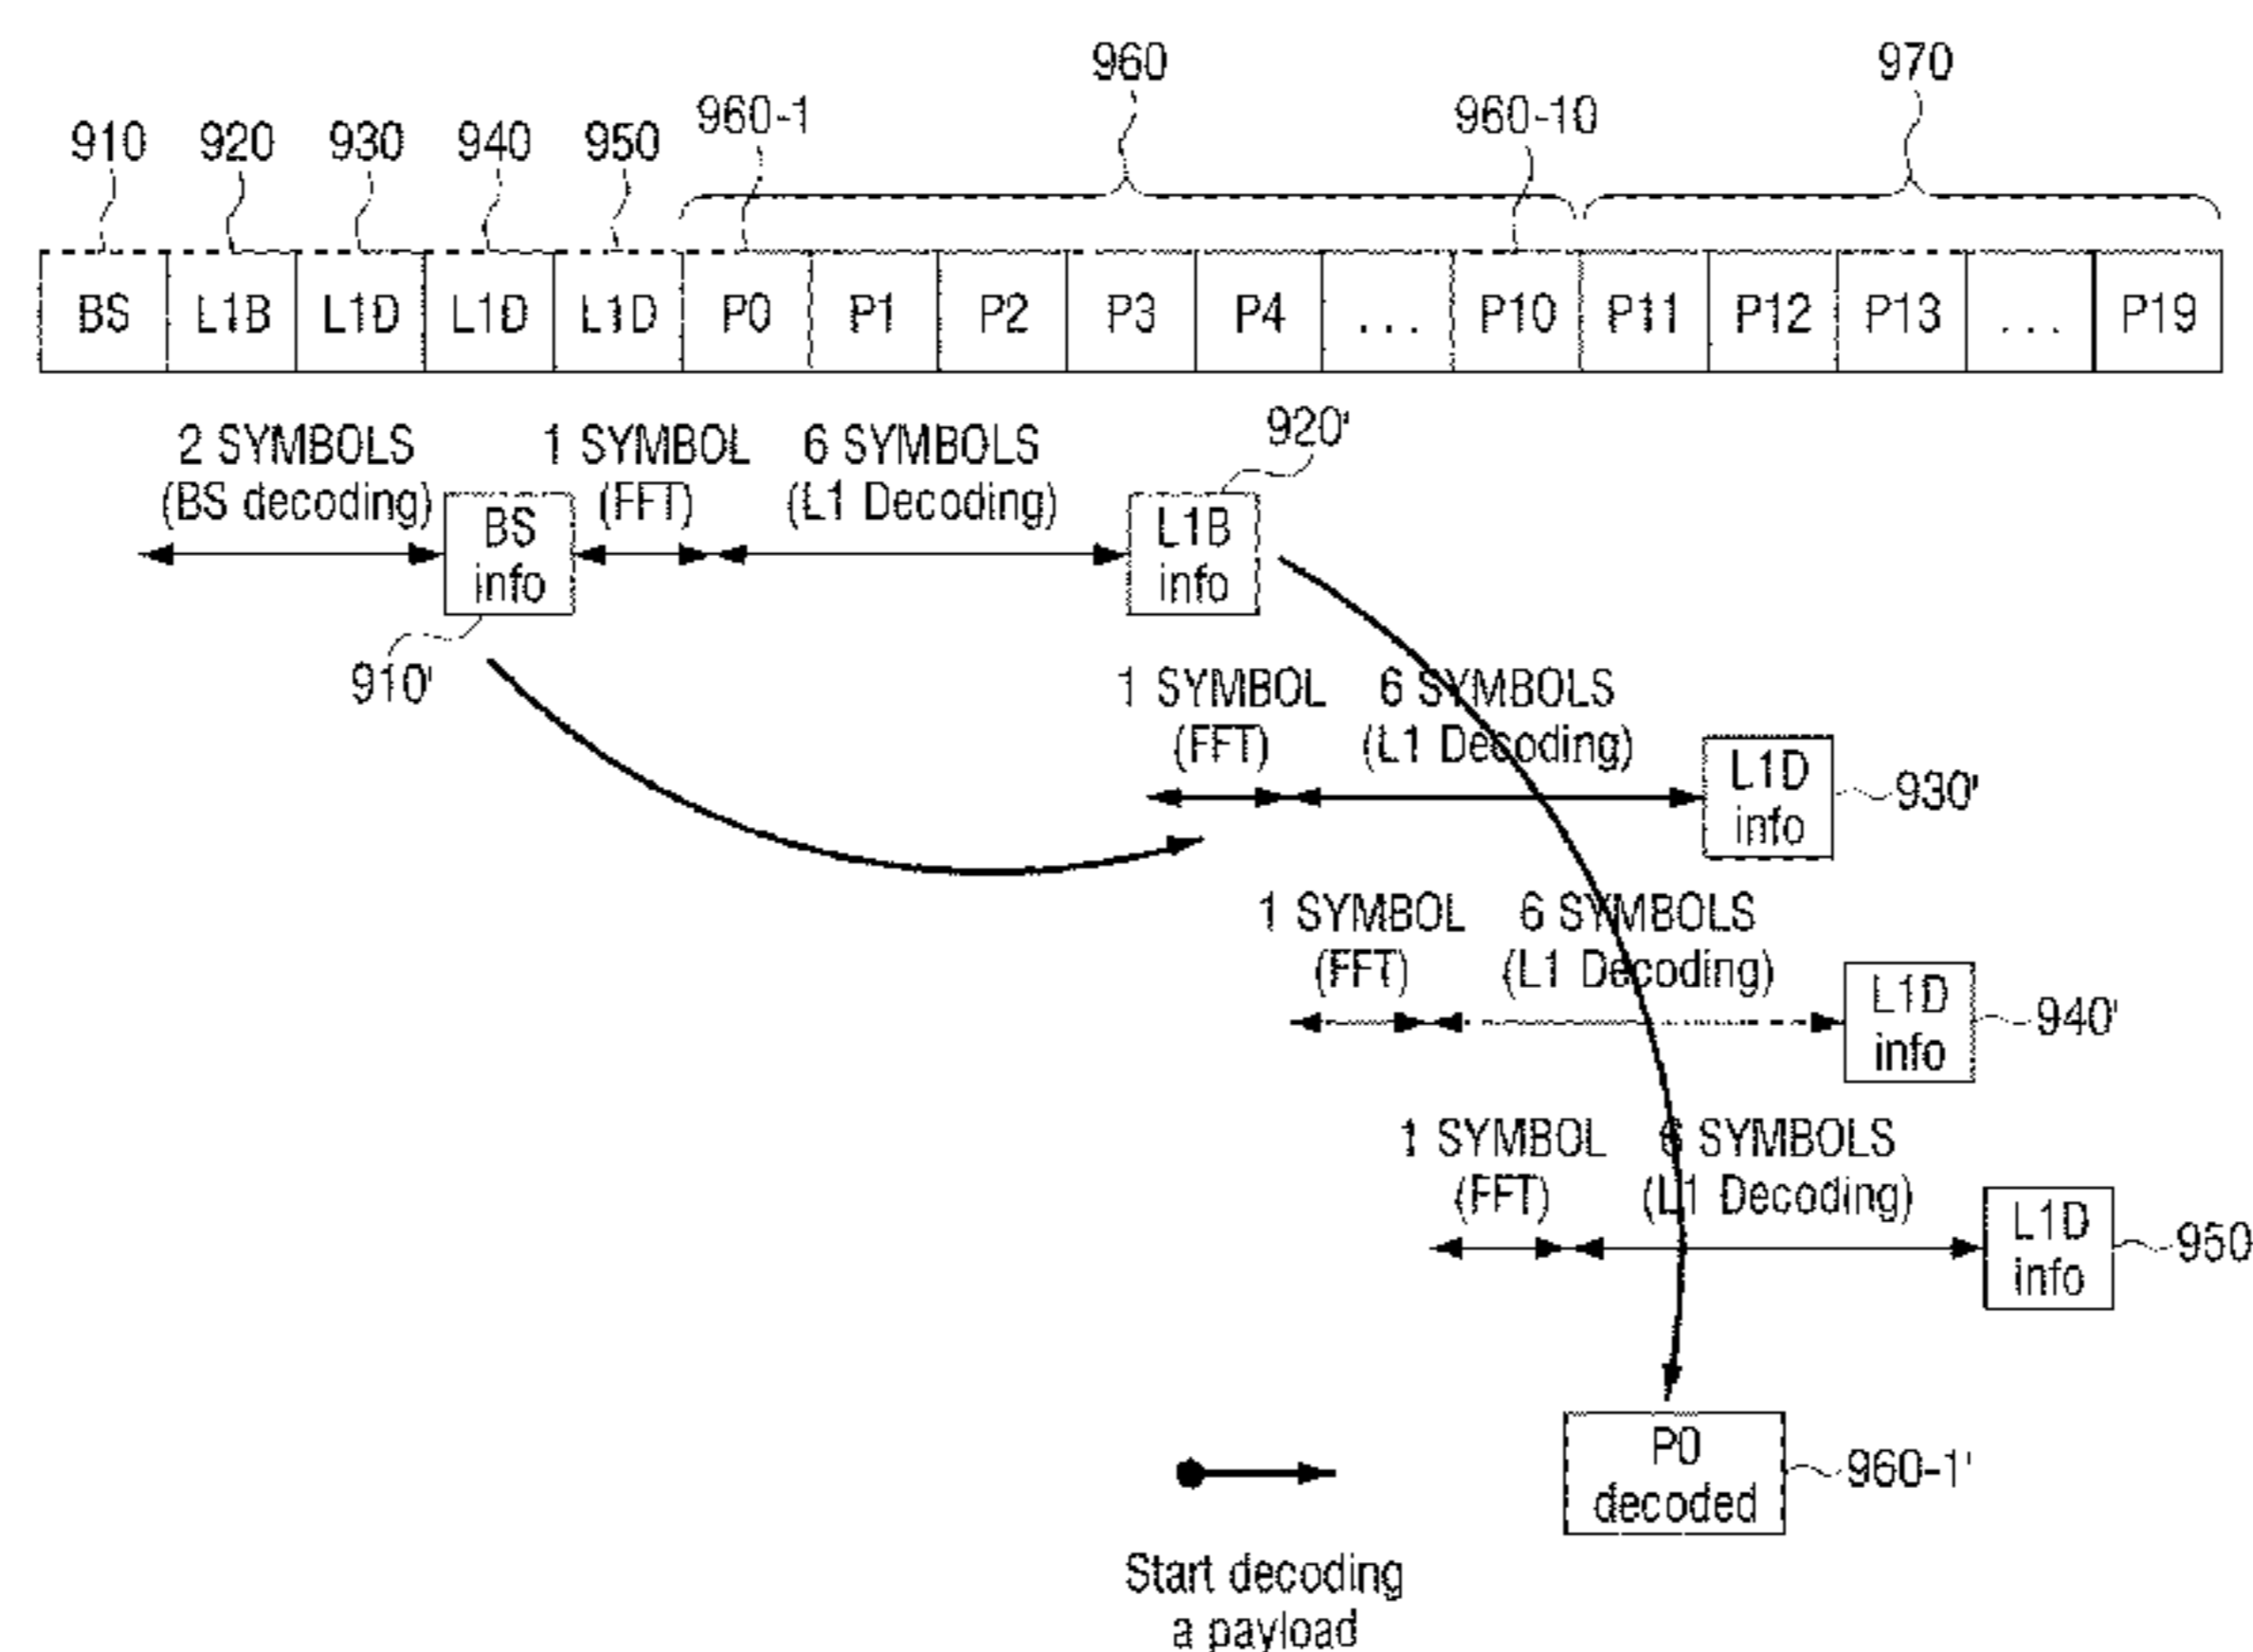 960
970
960-1
960-10
910
920
930
940
950
BS
L1B
L1D
L1D
L1D
P0
P1
P2
P3
P4
...
P10
P11
P12
P13
...
P19
2 SYMBOLS
(BS decoding)
1 SYMBOL
(FFT)
6 SYMBOLS
(L1 Decoding)
920'
BS
info
L1B
info
910'
1 SYMBOL
(FFT)
6 SYMBOLS
(L1 Decoding)
L1D
info
930'
1 SYMBOL
(FFT)
6 SYMBOLS
(L1 Decoding)
L1D
info
940'
1 SYMBOL
(FFT)
6 SYMBOLS
(L1 Decoding)
L1D
info
950
P0
decoded
960-1'
Start decoding
a payload